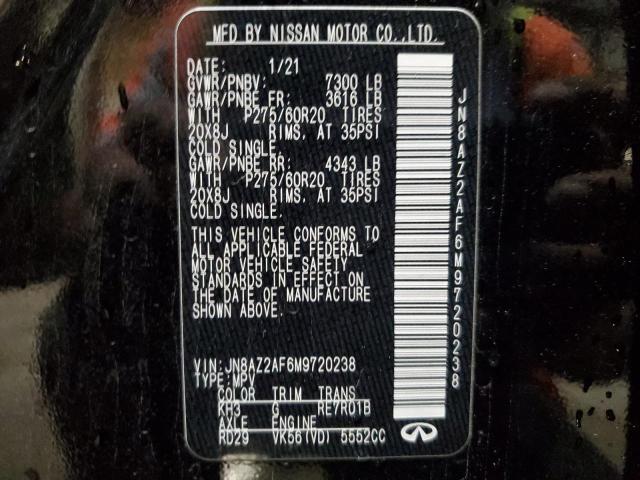 MFD BY NISSAN MOTOR CO.,LTD.
DATE: 1/21
GVWR/PNBV: 7300 LB
GAWR/PNBE FR: 3616 LB
WITH P275/60R20 TIRES
20X8J RIMS, AT 35PSI
COLD SINGLE.
GAWR/PNBE RR: 4343 LB
WITH P275/60R20 TIRES
20X8J RIMS, AT 35PSI
COLD SINGLE.
THIS VEHICLE CONFORMS TO
ALL APPLICABLE FEDERAL
MOTOR VEHICLE SAFETY
STANDARDS IN EFFECT ON
THE DATE OF MANUFACTURE
SHOWN ABOVE.
VIN:JN8AZ2AF6M9720238
TYPE:MPV
COLOR TRIM TRANS
KH3 G RE7R01B
AXLE ENGINE
RD29 VK56(VD) 5552CC
JN8AZ2AF6M9720238